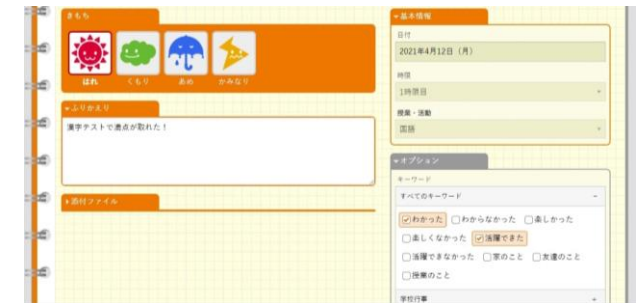 きもち
はれ
くもり
あめ
かみなり
ふりかえり
漢字テストで満点が取れた！
添付ファイル
基本情報
日付
2021年4月12日（月）
時限
1時限目
授業・活動
国語
オプション
キーワード
すべてのキーワード
わかった わからなかった 楽しかった
楽しくなかった 活躍できた
活躍できなかった 家のこと 友達のこと
授業のこと
学校行事